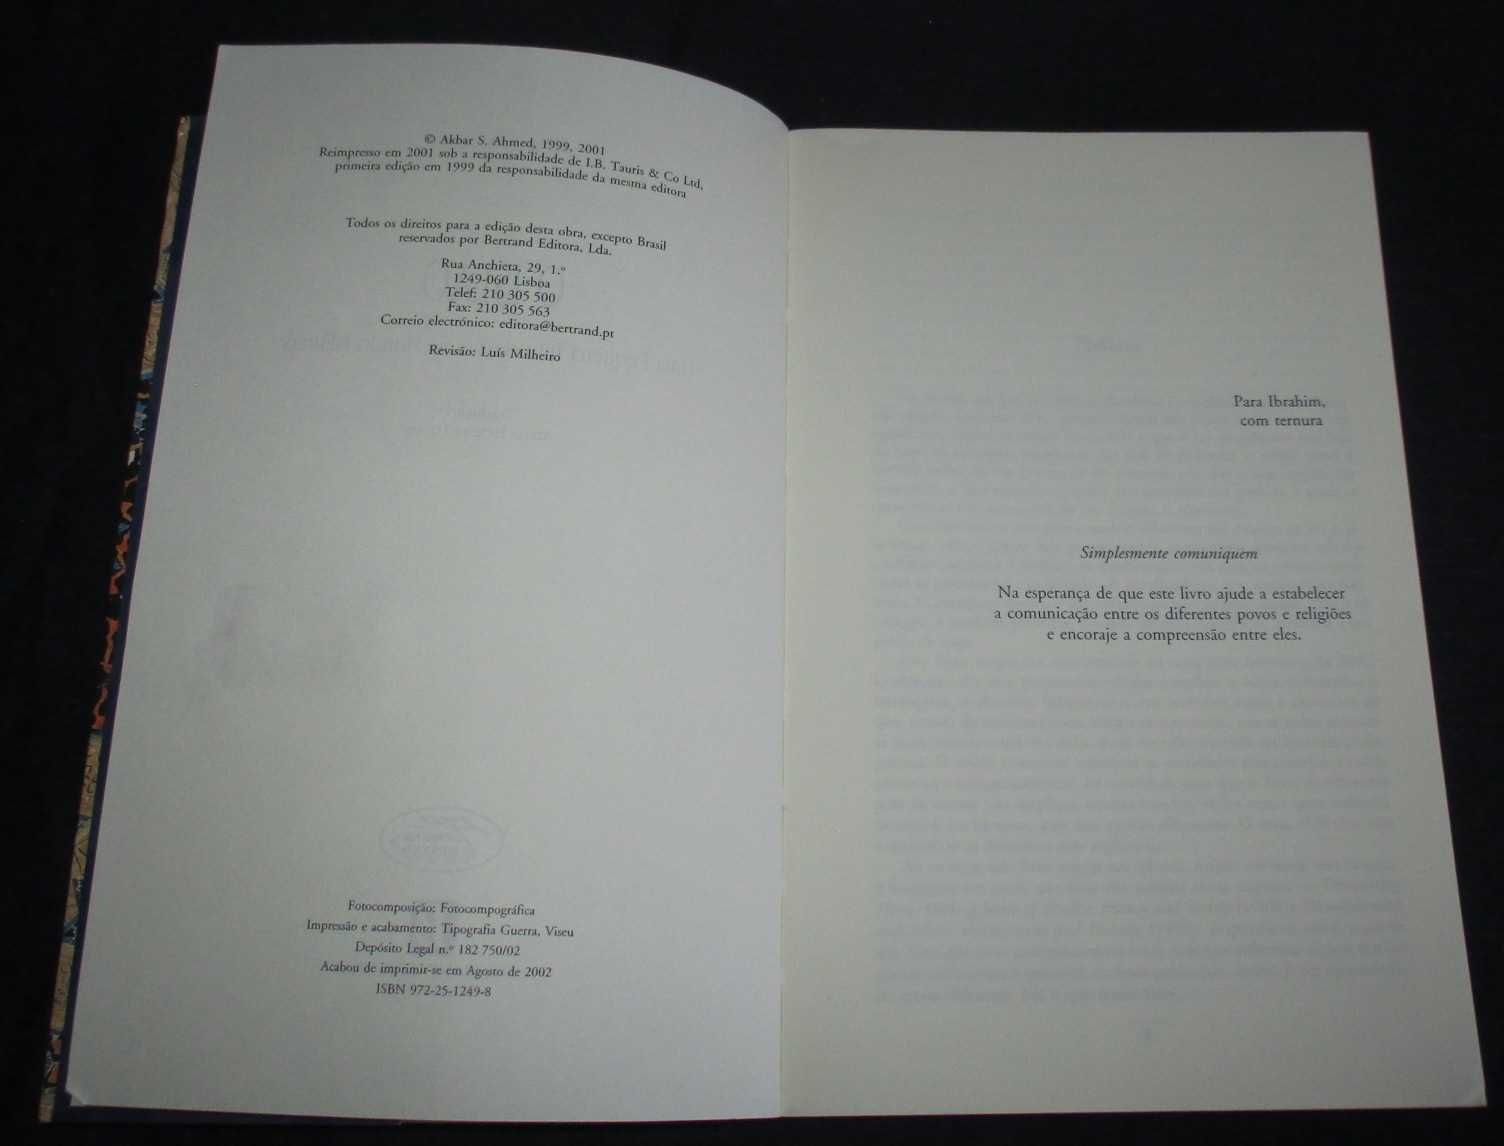 © Akbar S. Ahmed, 1999, 2001
Reimpresso em 2001 sob a responsabilidade de I.B. Tauris & Co Ltd,
primeira edição em 1999 da responsabilidade da mesma editora
Todos os direitos para a edição desta obra, excepto Brasil
reservados por Bertrand Editora, Lda.
Rua Anchieta, 29, 1.º
1249-060 Lisboa
Telef: 210 305 500
Fax: 210 305 563
Correio electrónico: editora@bertrand.pt
Revisão: Luís Milheiro
Fotocomposição: Fotocompográfica
Impressão e acabamento: Tipografia Guerra, Viseu
Depósito Legal n.º 182 750/02
Acabou de imprimir-se em Agosto de 2002
ISBN 972-25-1249-8
Para Ibrahim,
com ternura
Simplesmente comuniquem
Na esperança de que este livro ajude a estabelecer
a comunicação entre os diferentes povos e religiões
e encoraje a compreensão entre eles.